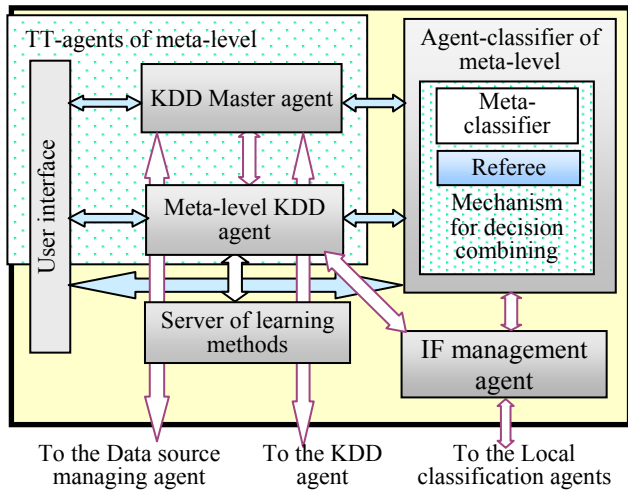 TT-agents of meta-level
User interface
KDD Master agent
Meta-level KDD
agent
Server of learning
methods
Agent-classifier of
meta-level
Meta-
classifier
Referee
Mechanism
for decision
combining
IF management
agent
To the Data source
managing agent
To the KDD
agent
To the Local
classification agents